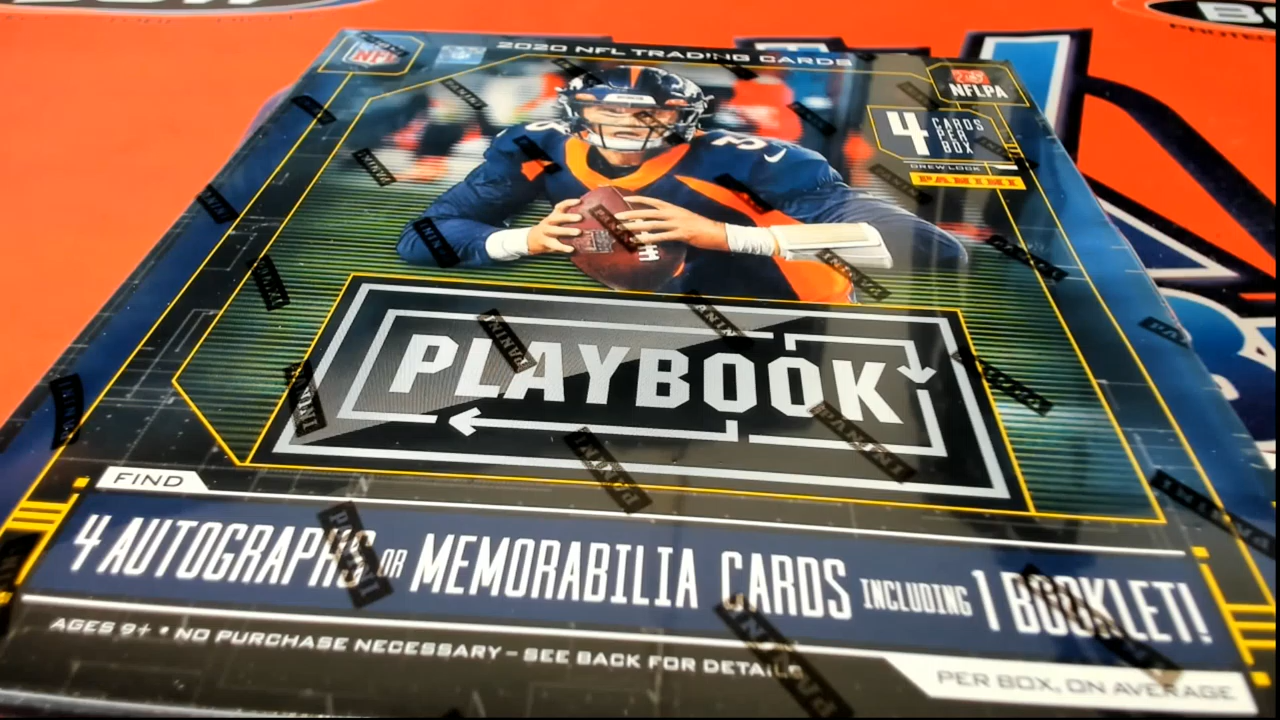 2020 NFL TRADING CARDS
NFL
NFLPA
4 CARDS
PER
BOX
DREW LOCK
PANINI
PLAYBOOK
FIND
4 AUTOGRAPHS OR MEMORABILIA CARDS INCLUDING 1 BOOKLET!
AGES 9+ • NO PURCHASE NECESSARY – SEE BACK FOR DETAILS
PER BOX, ON AVERAGE